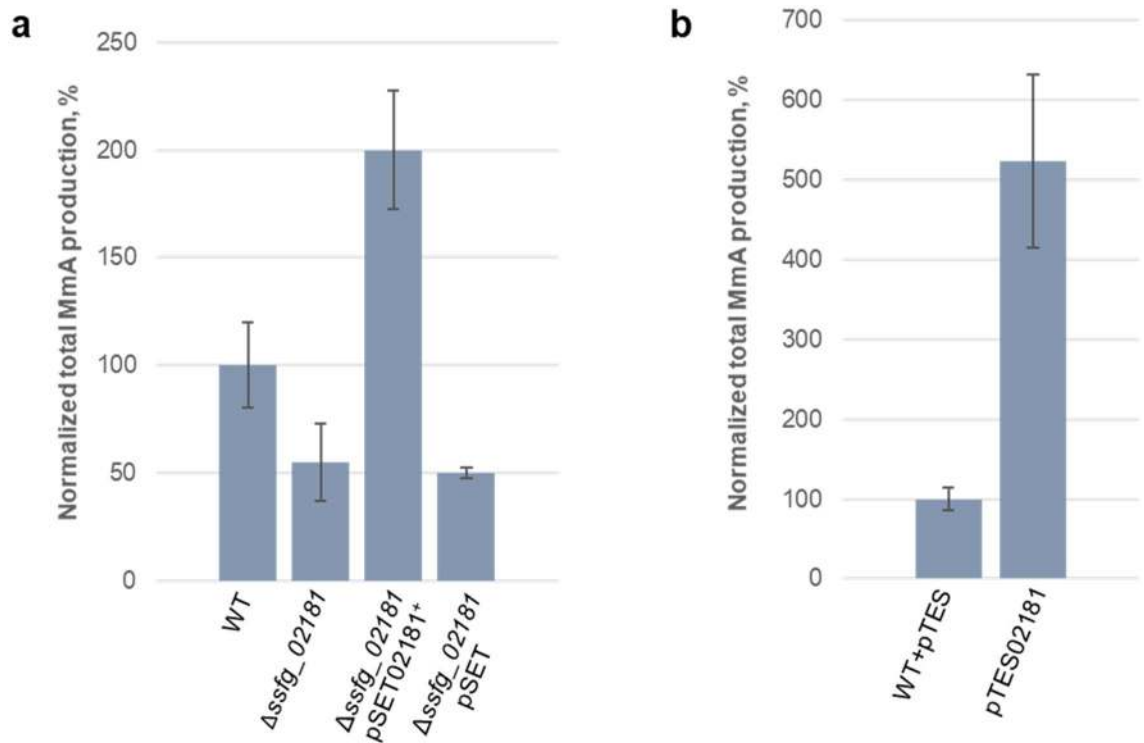 a
Normalized total MmA production, %
250
200
150
100
50
0
WT
Δssfg_02181
Δssfg_02181
pSET02181⁺
Δssfg_02181
pSET
b
Normalized total MmA production, %
700
600
500
400
300
200
100
0
WT+pTES
pTES02181